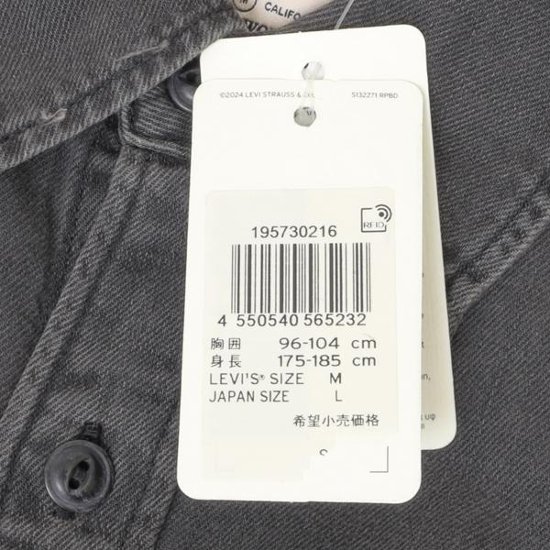 CALIFO
©2024 LEVI STRAUSS & CO.
S132271 RPBD
RFID
195730216
4 550540 565232
胸囲 96-104 cm
身長 175-185 cm
LEVI'S® SIZE M
JAPAN SIZE L
希望小売価格